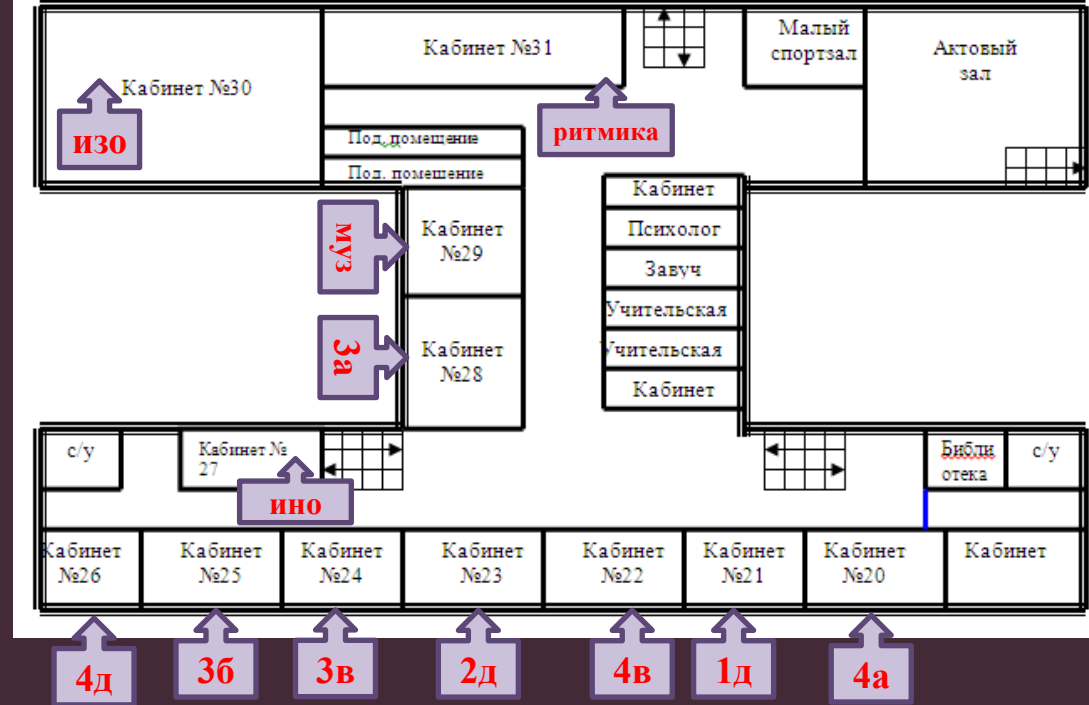 Кабинет №31
Малый
спортзал
Актовый
зал
Кабинет №30
изо
ритмика
Под. помещение
Под. помещение
Кабинет
муз
Кабинет
№29
Психолог
Завуч
Учительская
3а
Кабинет
№28
Учительская
Кабинет
с/у
Кабинет №
27
ино
Библи
отека
с/у
Кабинет
№26
Кабинет
№25
Кабинет
№24
Кабинет
№23
Кабинет
№22
Кабинет
№21
Кабинет
№20
Кабинет
4д
3б
3в
2д
4в
1д
4а